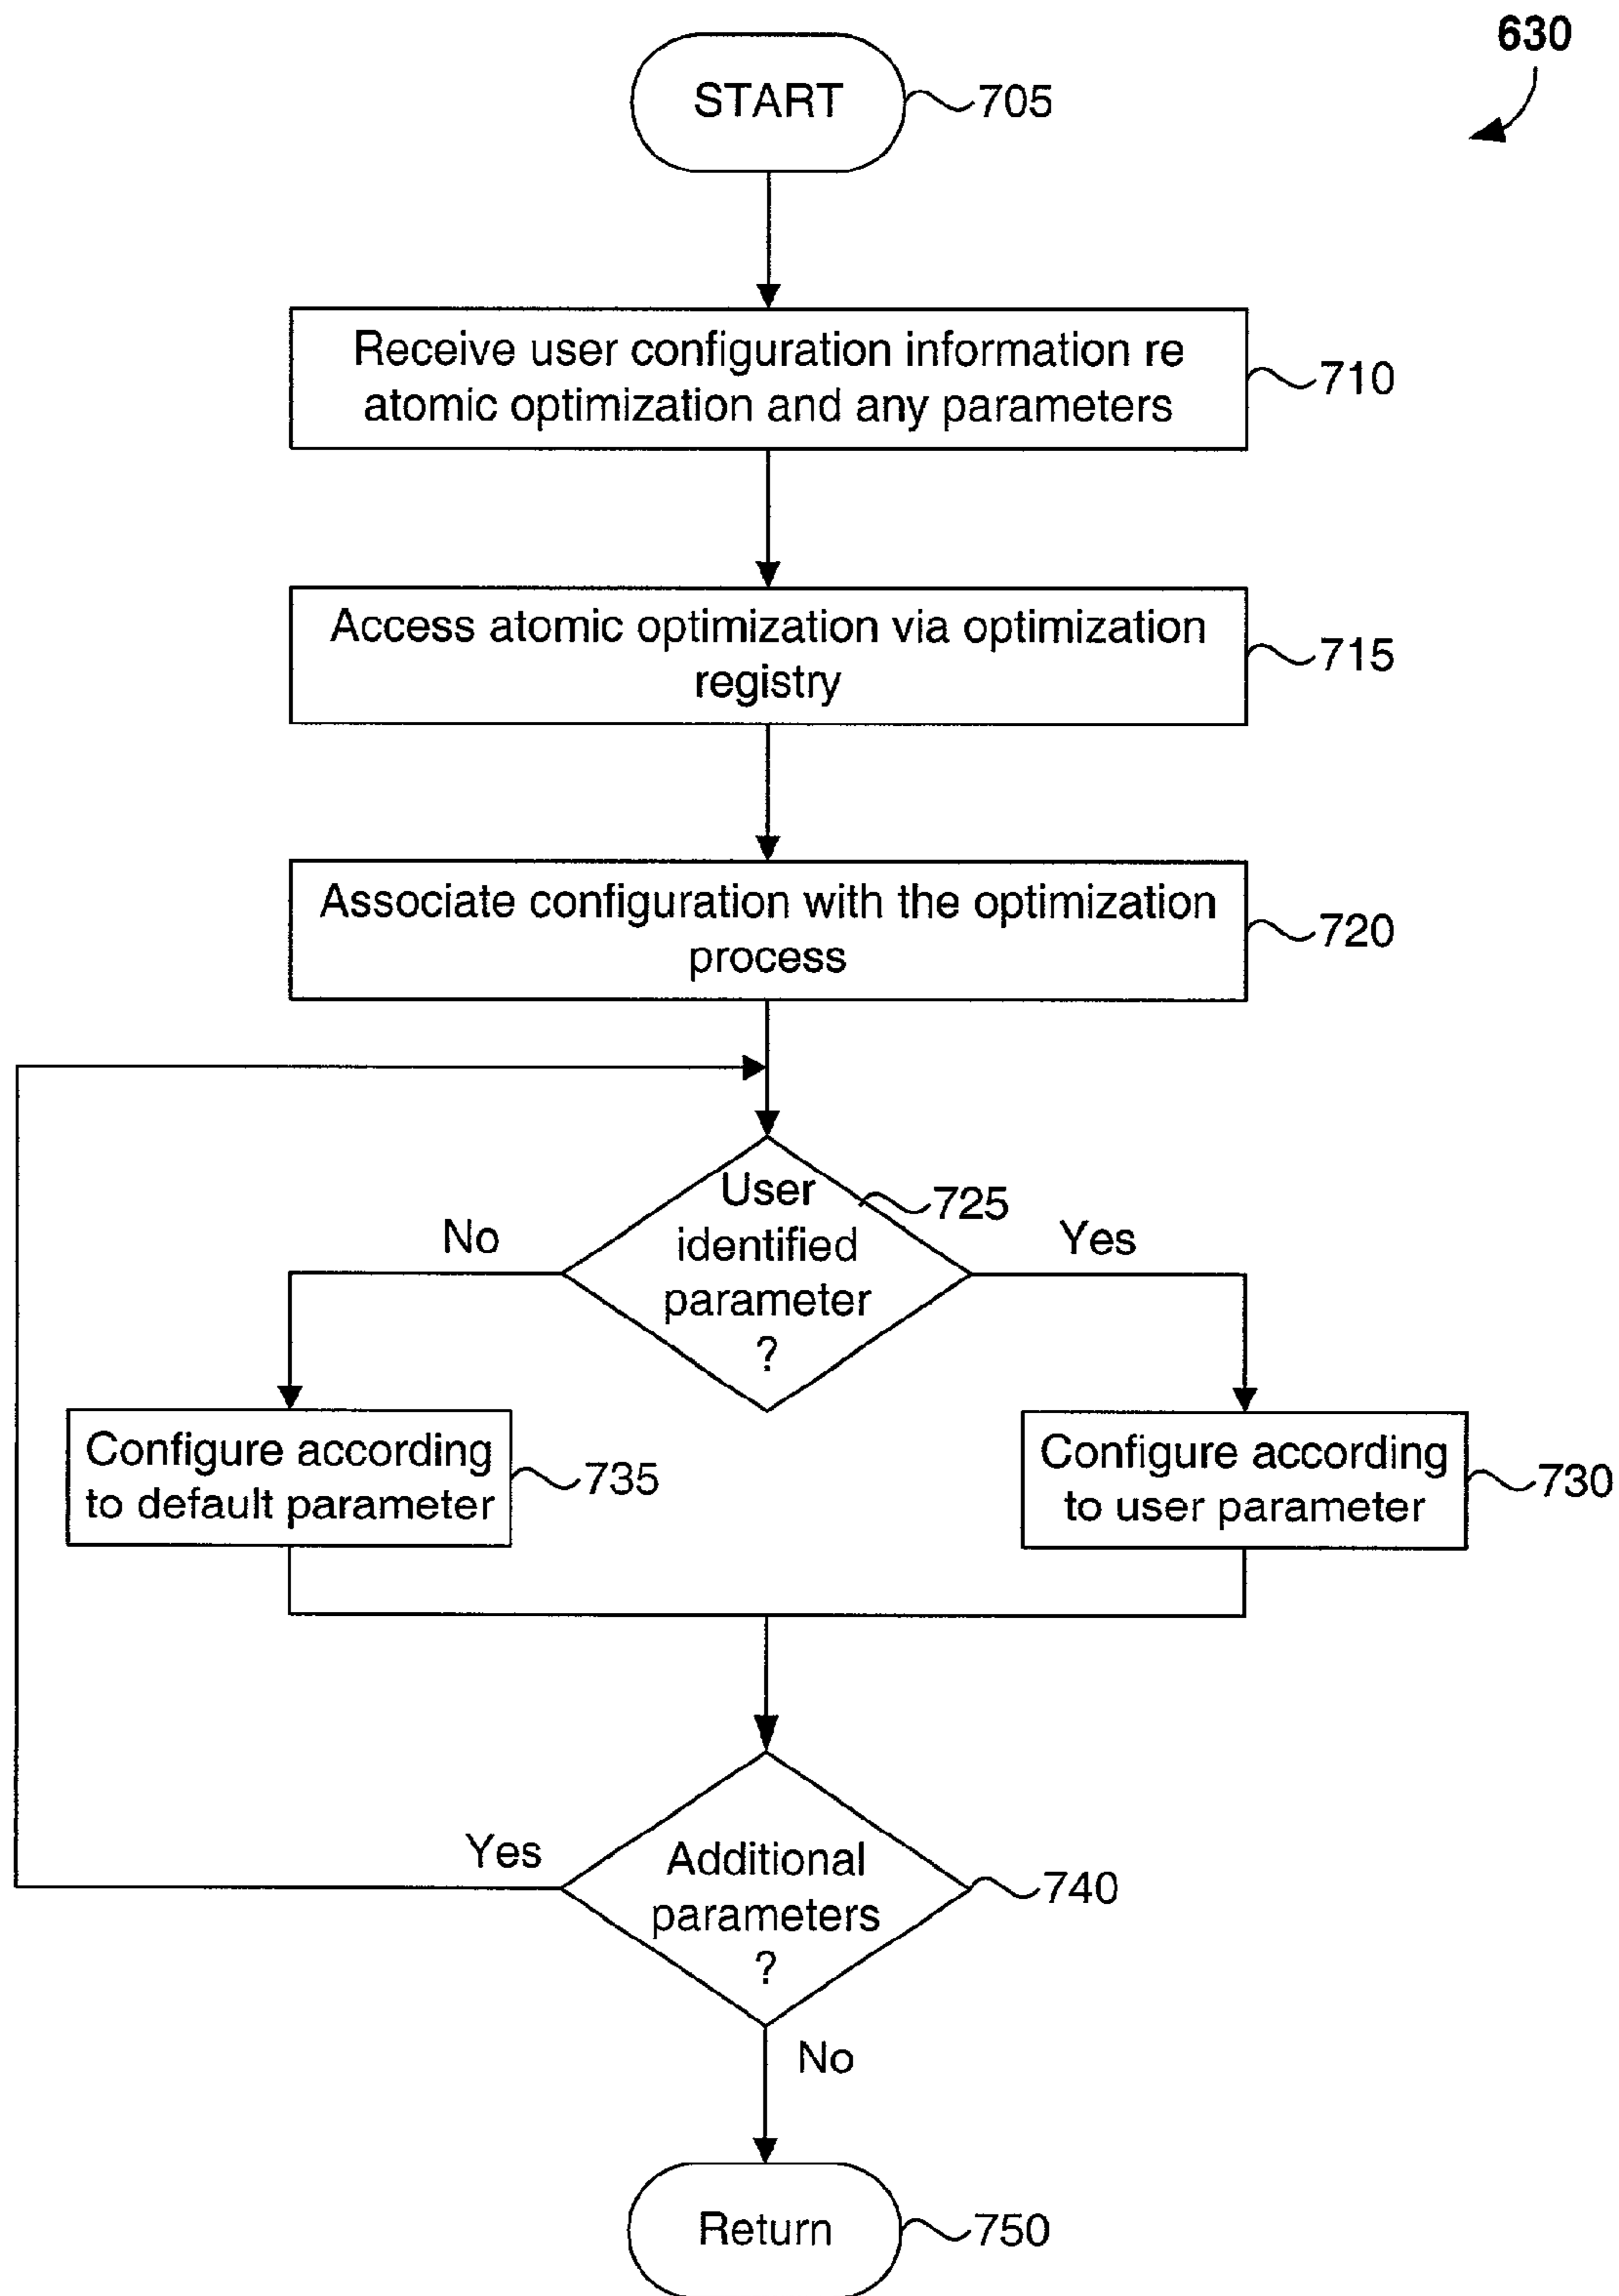 630
START
705
Receive user configuration information re
atomic optimization and any parameters
710
Access atomic optimization via optimization
registry
715
Associate configuration with the optimization
process
720
User
identified
parameter
?
725
No
Yes
Configure according
to default parameter
735
Configure according
to user parameter
730
Additional
parameters
?
740
Yes
No
Return
750